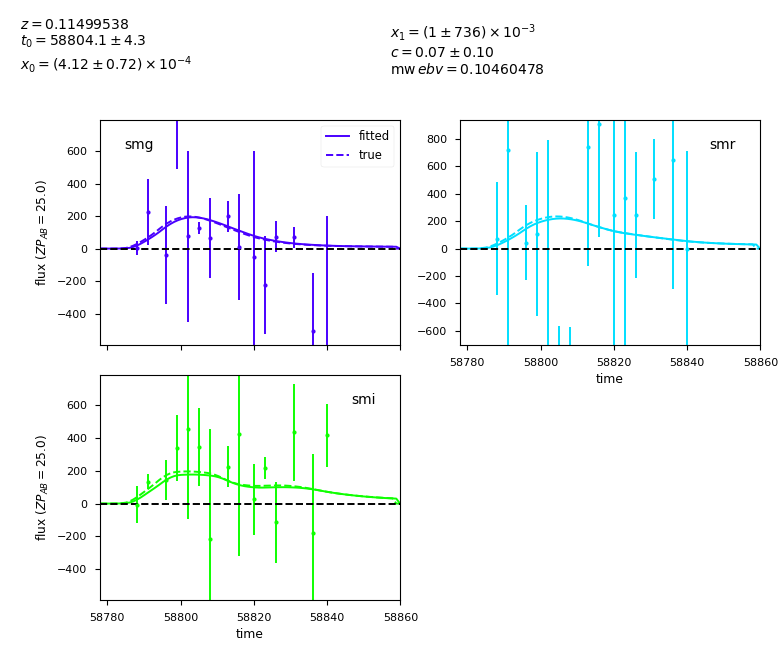 z = 0.11499538
t₀ = 58804.1 ± 4.3
x₀ = (4.12 ± 0.72) × 10⁻⁴
x₁ = (1 ± 736) × 10⁻³
c = 0.07 ± 0.10
mw ebv = 0.10460478
smg
fitted
true
600
400
200
0
−200
−400
flux (ZP_AB = 25.0)
smr
800
600
400
200
0
−200
−400
−600
58780 58800 58820 58840 58860
time
smi
600
400
200
0
−200
−400
flux (ZP_AB = 25.0)
58780 58800 58820 58840 58860
time